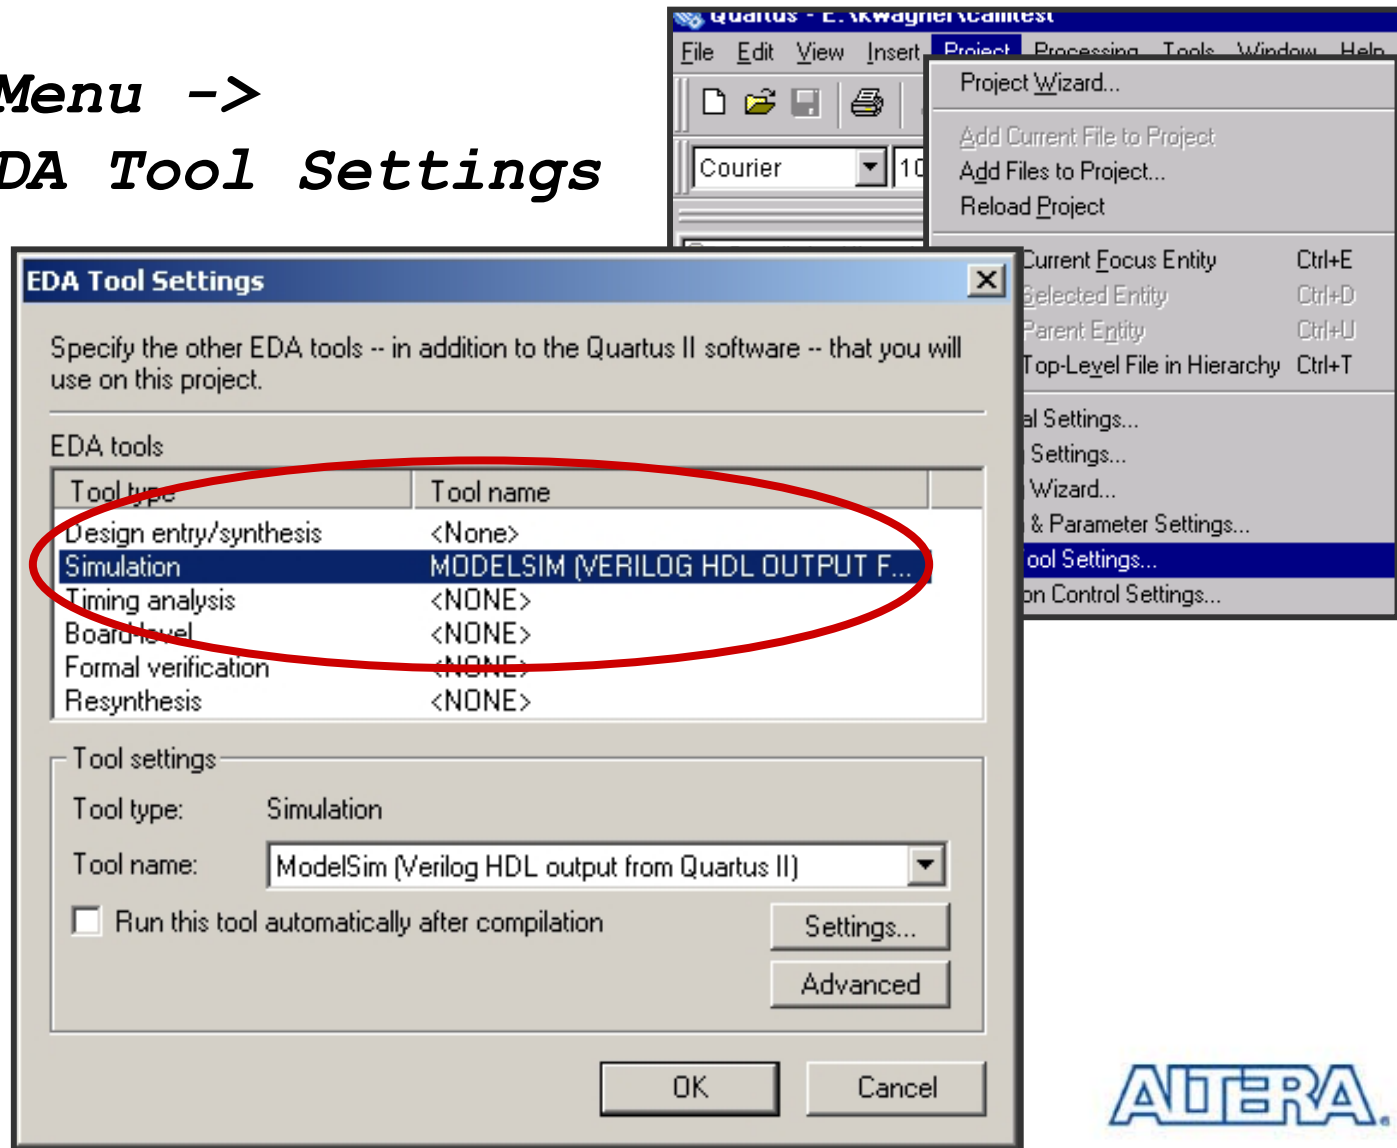 Menu ->
DA Tool Settings
Quartus - E:\kwagner\camtest
File Edit View Insert Project Processing Tools Window Help
Project Wizard...
Add Current File to Project
Courier 10
Add Files to Project...
Reload Project
Current Focus Entity Ctrl+E
Selected Entity Ctrl+D
Parent Entity Ctrl+U
Top-Level File in Hierarchy Ctrl+T
al Settings...
Settings...
Wizard...
& Parameter Settings...
ool Settings...
on Control Settings...
EDA Tool Settings
Specify the other EDA tools -- in addition to the Quartus II software -- that you will
use on this project.
EDA tools
Tool type Tool name
Design entry/synthesis <None>
Simulation MODELSIM (VERILOG HDL OUTPUT F...
Timing analysis <NONE>
Board-level <NONE>
Formal verification <NONE>
Resynthesis <NONE>
Tool settings
Tool type: Simulation
Tool name: ModelSim (Verilog HDL output from Quartus II)
Run this tool automatically after compilation
Settings...
Advanced
OK Cancel
ALTERA.